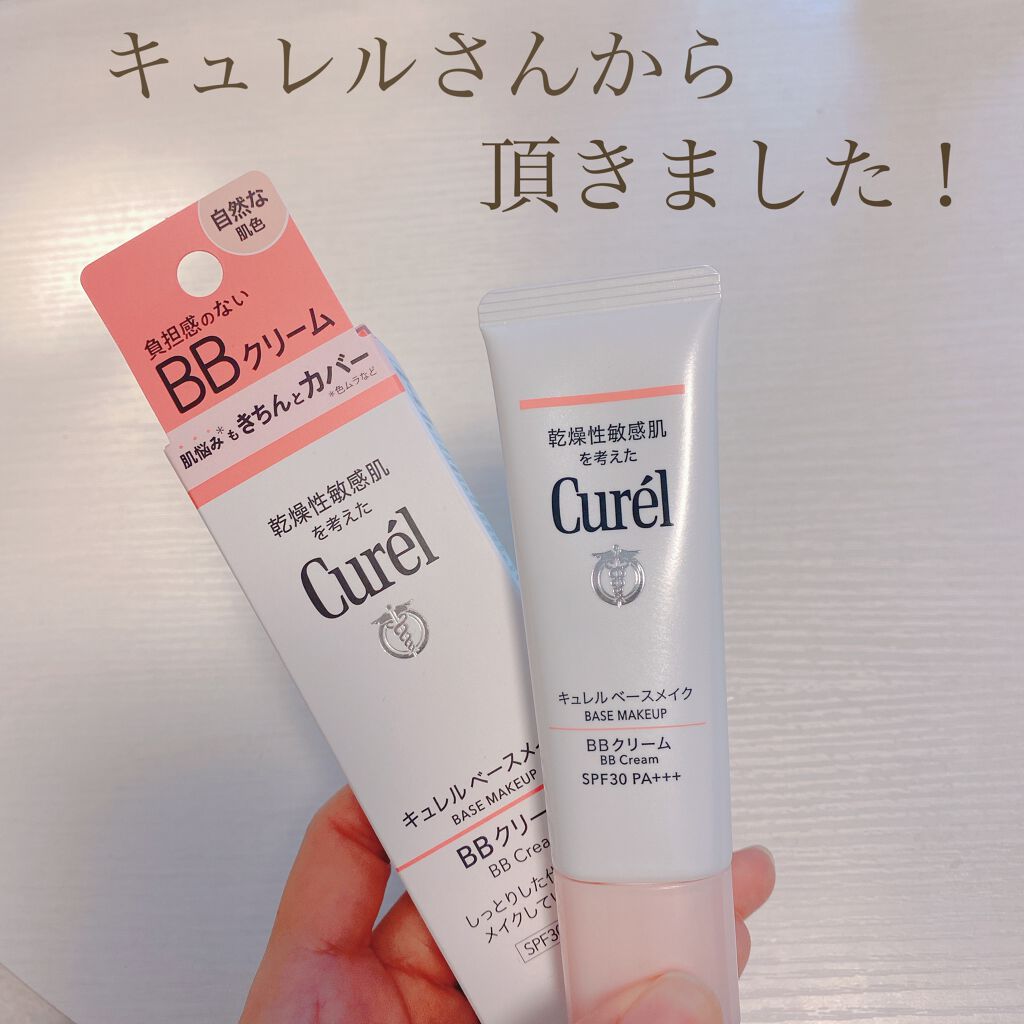 キュレルさんから
頂きました！
自然な
肌色
負担感のない
BBクリーム
肌悩み*もきちんとカバー
*色ムラなど
乾燥性敏感肌
を考えた
Curél
キュレル ベースメイ
BASE MAKEUP
BBクリー
BB Crea
しっとりした
メイクしてい
SPF30
乾燥性敏感肌
を考えた
Curél
キュレル ベースメイク
BASE MAKEUP
BBクリーム
BB Cream
SPF30 PA+++